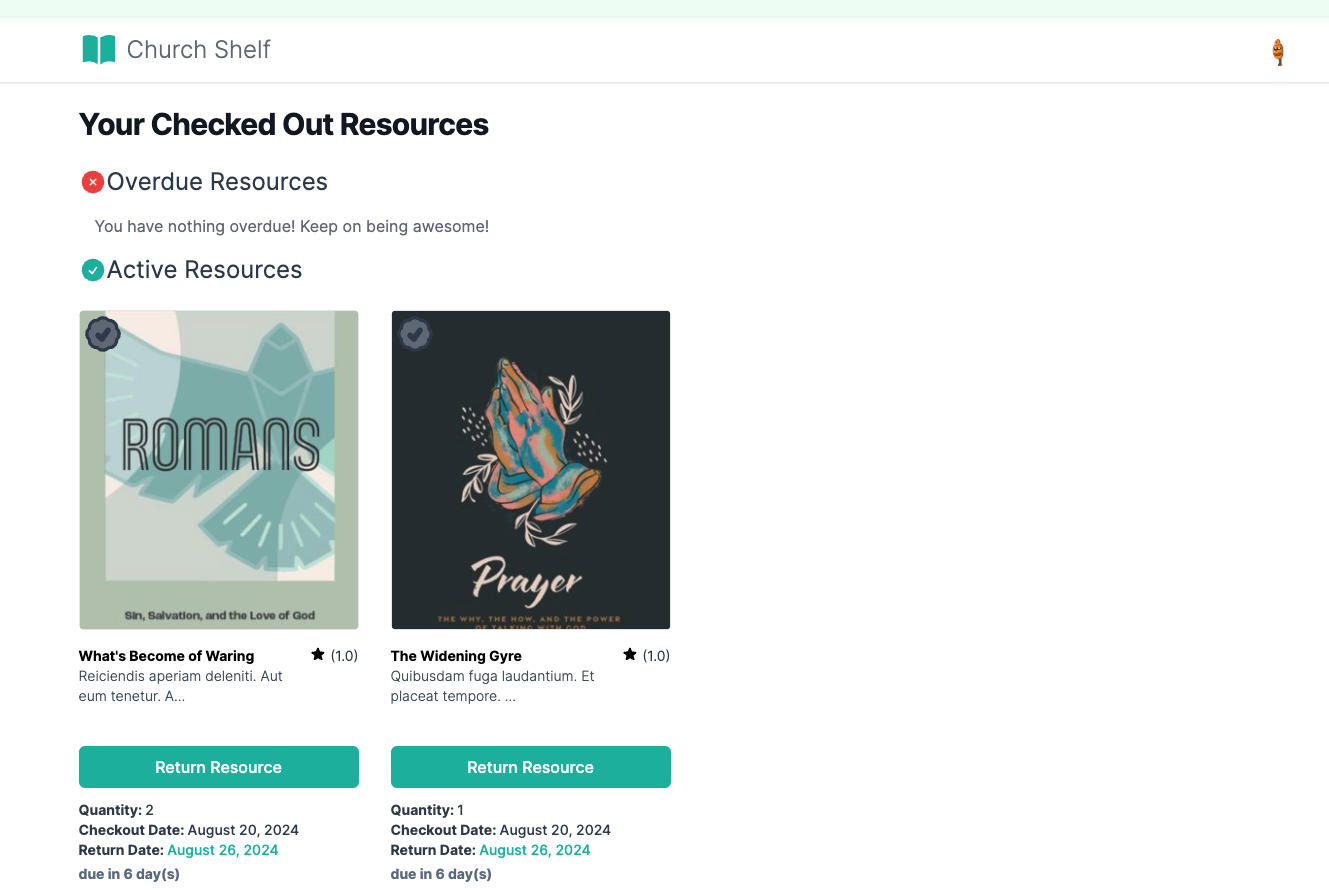 Church Shelf
Your Checked Out Resources
Overdue Resources
You have nothing overdue! Keep on being awesome!
Active Resources
ROMANS
Sin, Salvation, and the Love of God
Prayer
THE WHY, THE HOW, AND THE POWER
OF TALKING WITH GOD
What's Become of Waring
(1.0)
Reiciendis aperiam deleniti. Aut
eum tenetur. A...
The Widening Gyre
(1.0)
Quibusdam fuga laudantium. Et
placeat tempore. ...
Return Resource
Return Resource
Quantity: 2
Checkout Date: August 20, 2024
Return Date: August 26, 2024
due in 6 day(s)
Quantity: 1
Checkout Date: August 20, 2024
Return Date: August 26, 2024
due in 6 day(s)